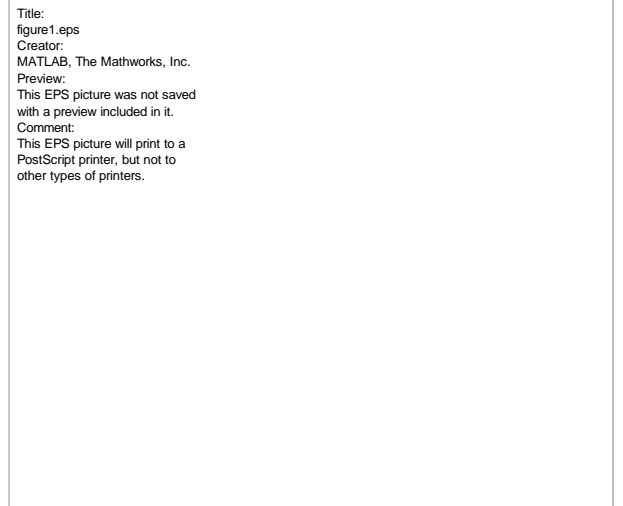 Title:
figure1.eps
Creator:
MATLAB, The Mathworks, Inc.
Preview:
This EPS picture was not saved
with a preview included in it.
Comment:
This EPS picture will print to a
PostScript printer, but not to
other types of printers.